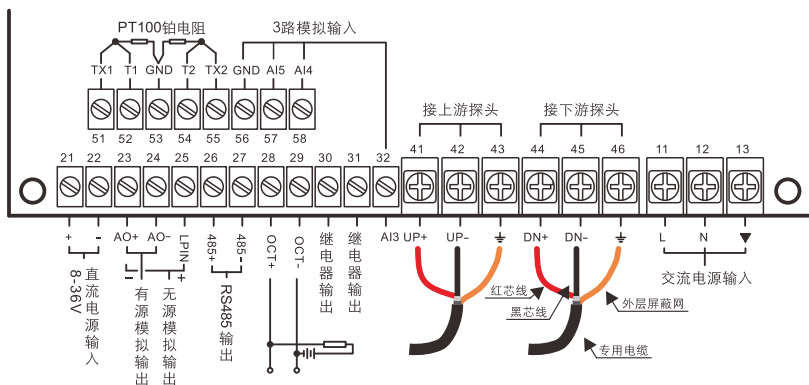 PT100铂电阻
3路模拟输入
TX1 T1 GND T2 TX2 GND AI5 AI4
51 52 53 54 55 56 57 58
接上游探头
接下游探头
21 22 23 24 25 26 27 28 29 30 31 32
41 42 43 44 45 46 11 12 13
+ - AO+ AO- LPIN 485+ 485- OCT+ OCT- 继电器输出 继电器输出 AI3 UP+ UP- DN+ DN- L N
8-36V
直流电源输入
- +
有源模拟输出
无源模拟输出
RS485 输出
交流电源输入
红芯线
黑芯线
外层屏蔽网
专用电缆